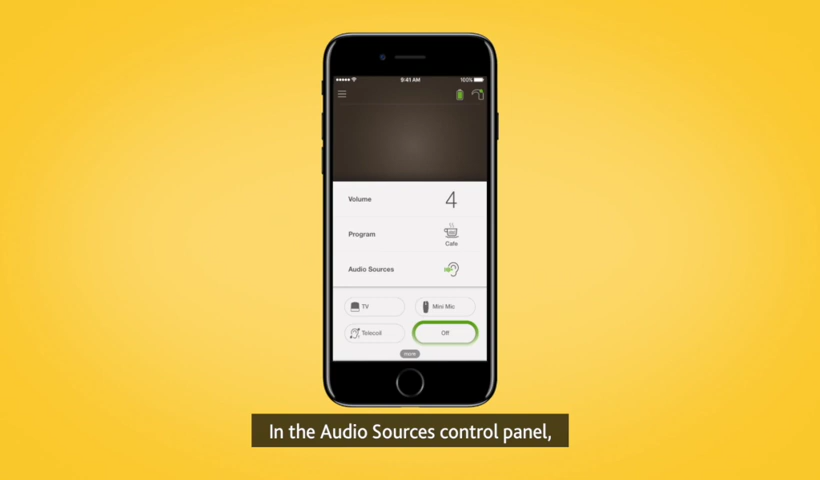 9:41 AM 100%
Volume 4
Program
Cafe
Audio Sources
TV Mini Mic
Telecoil Off
more
In the Audio Sources control panel,